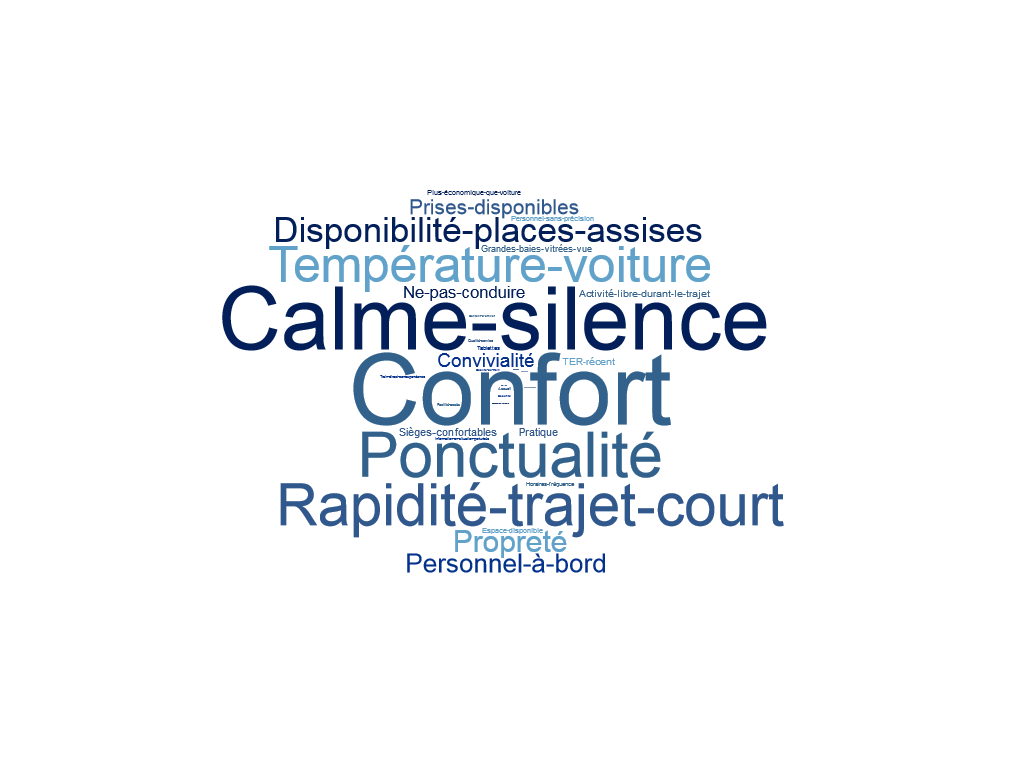 Plus-économique-que-voiture
Prises-disponibles
Personnel-sans-précision
Disponibilité-places-assises
Grandes-baies-vitrées-vue
Température-voiture
Ne-pas-conduire
Activité-libre-durant-le-trajet
Calme-silence
Tablettes
Convivialité
TER-récent
Confort
Accueil
Sièges-confortables
Pratique
Ponctualité
Horaires-fréquence
Rapidité-trajet-court
Espace-disponible
Propreté
Personnel-à-bord